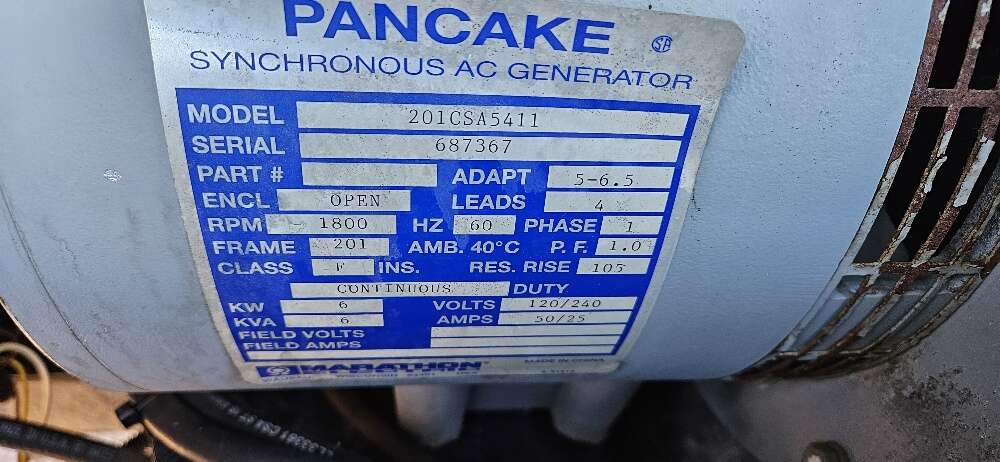 PANCAKE
SYNCHRONOUS AC GENERATOR
MODEL 201CSA5411
SERIAL 687367
PART # ADAPT 5-6.5
ENCL OPEN LEADS 4
RPM 1800 HZ 60 PHASE 1
FRAME 201 AMB. 40°C P.F. 1.0
CLASS F INS. RES. RISE 105
CONTINUOUS DUTY
KW 6 VOLTS 120/240
KVA 6 AMPS 50/25
FIELD VOLTS
FIELD AMPS
MARATHON MADE IN CHINA